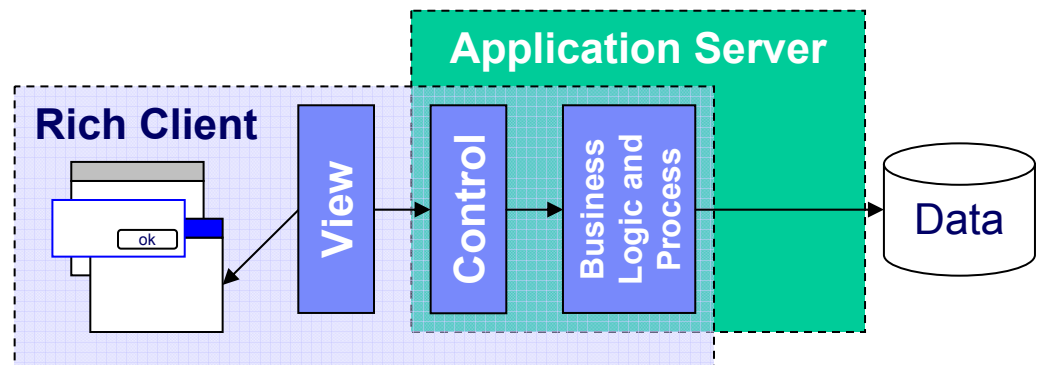 Application Server
Rich Client
ok
View
Control
Business
Logic and
Process
Data